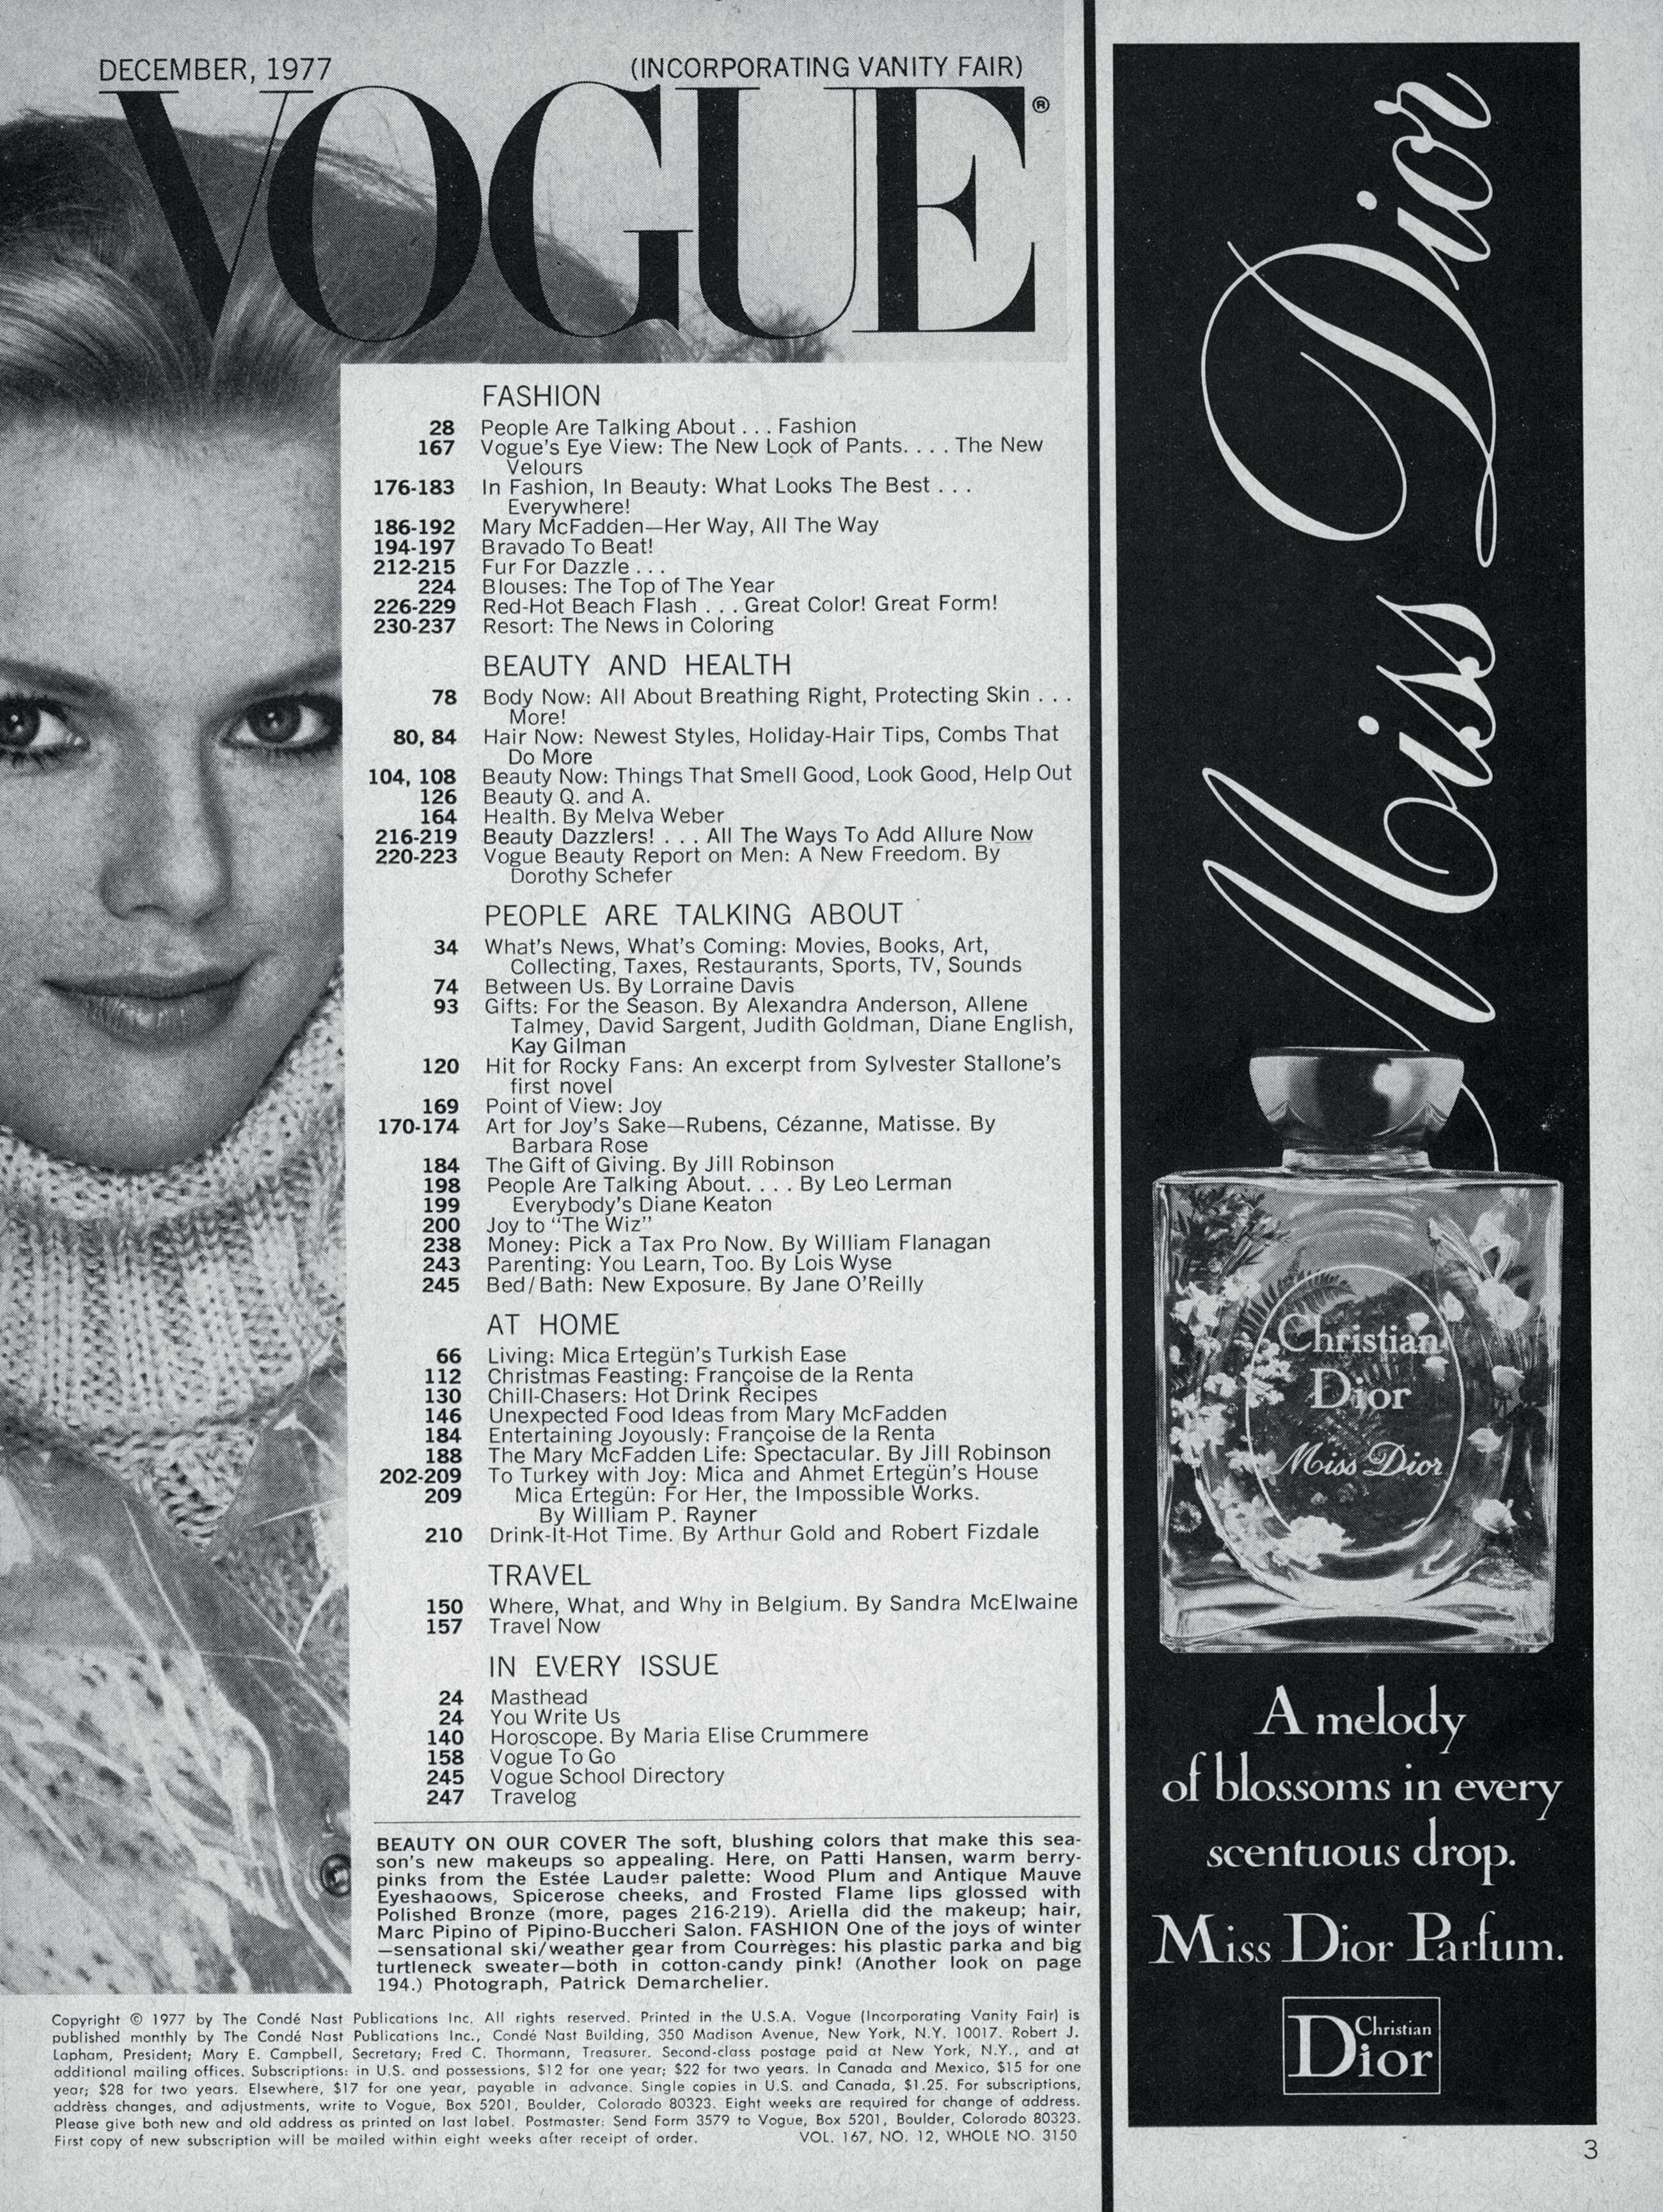 DECEMBER, 1977
(INCORPORATING VANITY FAIR)
VOGUE®
FASHION
28 People Are Talking About . . . Fashion
167 Vogue's Eye View: The New Look of Pants. . . . The New
Velours
176-183 In Fashion, In Beauty: What Looks The Best . . .
Everywhere!
186-192 Mary McFadden—Her Way, All The Way
194-197 Bravado To Beat!
212-215 Fur For Dazzle . . .
224 Blouses: The Top of The Year
226-229 Red-Hot Beach Flash . . . Great Color! Great Form!
230-237 Resort: The News in Coloring
BEAUTY AND HEALTH
78 Body Now: All About Breathing Right, Protecting Skin . . .
More!
80, 84 Hair Now: Newest Styles, Holiday-Hair Tips, Combs That
Do More
104, 108 Beauty Now: Things That Smell Good, Look Good, Help Out
126 Beauty Q. and A.
164 Health. By Melva Weber
216-219 Beauty Dazzlers! . . . All The Ways To Add Allure Now
220-223 Vogue Beauty Report on Men: A New Freedom. By
Dorothy Schefer
PEOPLE ARE TALKING ABOUT
34 What's News, What's Coming: Movies, Books, Art,
Collecting, Taxes, Restaurants, Sports, TV, Sounds
74 Between Us. By Lorraine Davis
93 Gifts: For the Season. By Alexandra Anderson, Allene
Talmey, David Sargent, Judith Goldman, Diane English,
Kay Gilman
120 Hit for Rocky Fans: An excerpt from Sylvester Stallone's
first novel
169 Point of View: Joy
170-174 Art for Joy's Sake—Rubens, Cézanne, Matisse. By
Barbara Rose
184 The Gift of Giving. By Jill Robinson
198 People Are Talking About. . . . By Leo Lerman
199 Everybody's Diane Keaton
200 Joy to "The Wiz"
238 Money: Pick a Tax Pro Now. By William Flanagan
243 Parenting: You Learn, Too. By Lois Wyse
245 Bed/Bath: New Exposure. By Jane O'Reilly
AT HOME
66 Living: Mica Ertegün's Turkish Ease
112 Christmas Feasting: Françoise de la Renta
130 Chill-Chasers: Hot Drink Recipes
146 Unexpected Food Ideas from Mary McFadden
184 Entertaining Joyously: Françoise de la Renta
188 The Mary McFadden Life: Spectacular. By Jill Robinson
202-209 To Turkey with Joy: Mica and Ahmet Ertegün's House
209 Mica Ertegün: For Her, the Impossible Works.
By William P. Rayner
210 Drink-It-Hot Time. By Arthur Gold and Robert Fizdale
TRAVEL
150 Where, What, and Why in Belgium. By Sandra McElwaine
157 Travel Now
IN EVERY ISSUE
24 Masthead
24 You Write Us
140 Horoscope. By Maria Elise Crummere
158 Vogue To Go
245 Vogue School Directory
247 Travelog
BEAUTY ON OUR COVER The soft, blushing colors that make this sea-
son's new makeups so appealing. Here, on Patti Hansen, warm berry-
pinks from the Estée Lauder palette: Wood Plum and Antique Mauve
Eyeshadows, Spicerose cheeks, and Frosted Flame lips glossed with
Polished Bronze (more, pages 216-219). Ariella did the makeup; hair,
Marc Pipino of Pipino-Buccheri Salon. FASHION One of the joys of winter
—sensational ski/weather gear from Courrèges: his plastic parka and big
turtleneck sweater—both in cotton-candy pink! (Another look on page
194.) Photograph, Patrick Demarchelier.
Copyright © 1977 by The Condé Nast Publications Inc. All rights reserved. Printed in the U.S.A. Vogue (Incorporating Vanity Fair) is
published monthly by The Condé Nast Publications Inc., Condé Nast Building, 350 Madison Avenue, New York, N.Y. 10017. Robert J.
Lapham, President; Mary E. Campbell, Secretary; Fred C. Thormann, Treasurer. Second-class postage paid at New York, N.Y., and at
additional mailing offices. Subscriptions: in U.S. and possessions, $12 for one year; $22 for two years. In Canada and Mexico, $15 for one
year; $28 for two years. Elsewhere, $17 for one year, payable in advance. Single copies in U.S. and Canada, $1.25. For subscriptions,
address changes, and adjustments, write to Vogue, Box 5201, Boulder, Colorado 80323. Eight weeks are required for change of address.
Please give both new and old address as printed on last label. Postmaster: Send Form 3579 to Vogue, Box 5201, Boulder, Colorado 80323.
First copy of new subscription will be mailed within eight weeks after receipt of order. VOL. 167, NO. 12, WHOLE NO. 3150
Miss Dior
Christian
Dior
Miss Dior
A melody
of blossoms in every
scentuous drop.
Miss Dior Parfum.
Christian
Dior
3